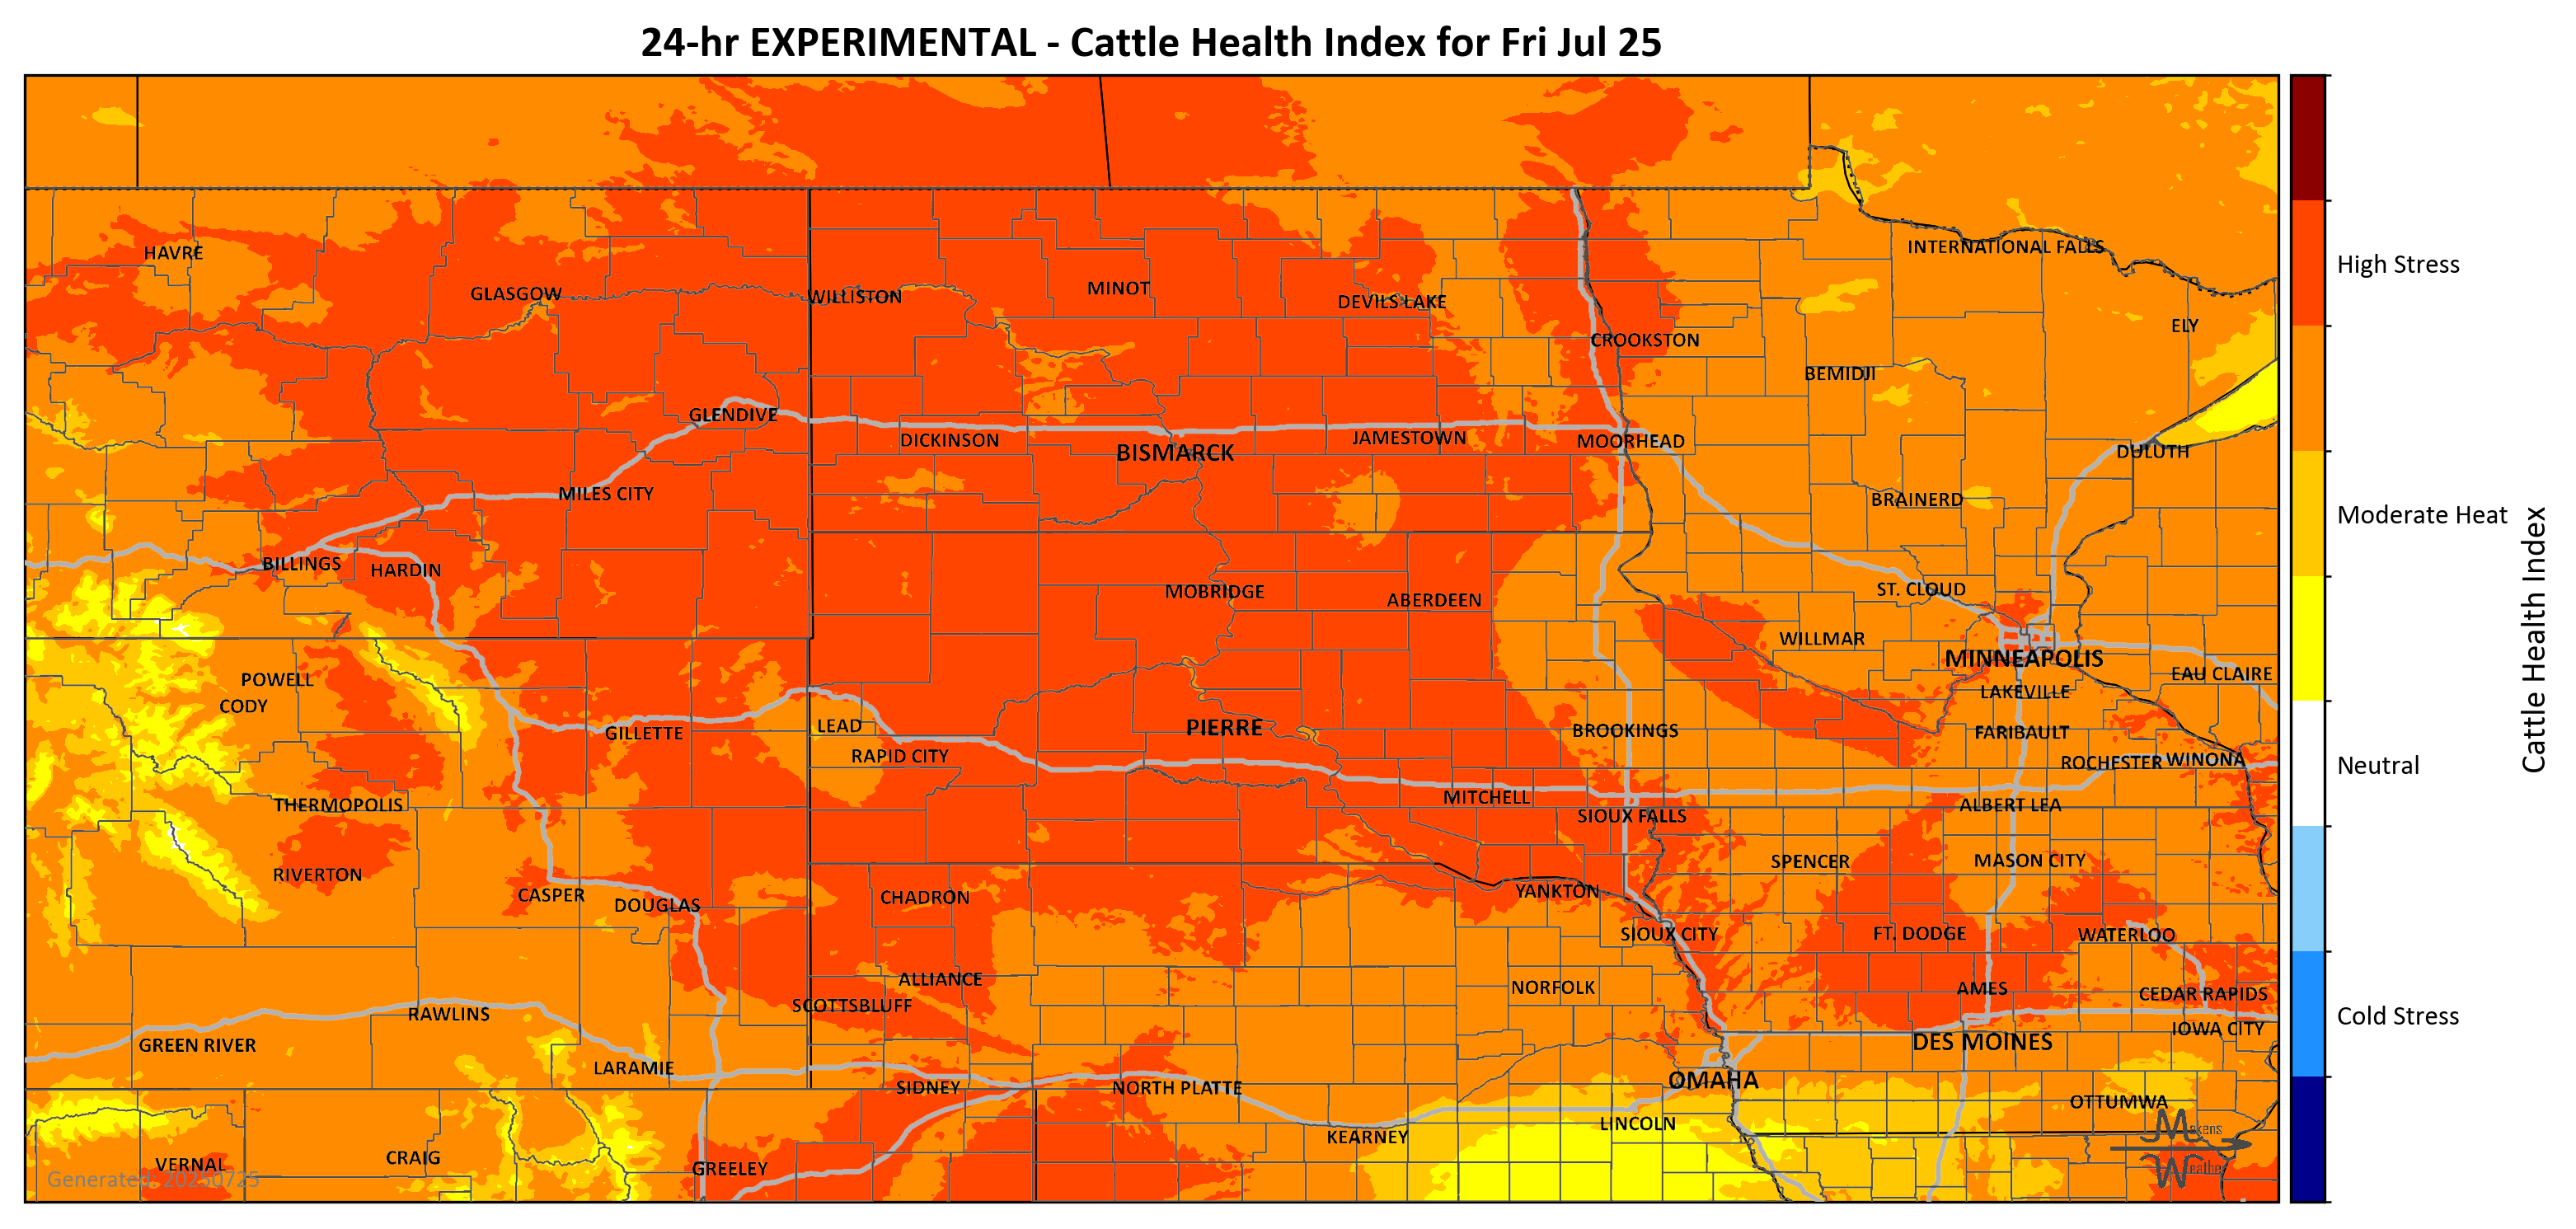 24-hr EXPERIMENTAL - Cattle Health Index for Fri Jul 25
HAVRE
INTERNATIONAL FALLS
GLASGOW
WILLISTON
MINOT
DEVILS LAKE
ELY
CROOKSTON
BEMIDJI
GLENDIVE
DICKINSON
BISMARCK
JAMESTOWN
MOORHEAD
DULUTH
MILES CITY
BRAINERD
BILLINGS
HARDIN
MOBRIDGE
ABERDEEN
ST. CLOUD
WILLMAR
MINNEAPOLIS
POWELL
EAU CLAIRE
CODY
LAKEVILLE
GILLETTE
LEAD
PIERRE
BROOKINGS
FARIBAULT
RAPID CITY
ROCHESTER
WINONA
THERMOPOLIS
MITCHELL
ALBERT LEA
SIOUX FALLS
RIVERTON
SPENCER
MASON CITY
CASPER
DOUGLAS
CHADRON
YANKTON
SIOUX CITY
FT. DODGE
WATERLOO
ALLIANCE
NORFOLK
AMES
CEDAR RAPIDS
SCOTTSBLUFF
RAWLINS
IOWA CITY
GREEN RIVER
DES MOINES
LARAMIE
SIDNEY
NORTH PLATTE
OMAHA
OTTUMWA
LINCOLN
KEARNEY
Makens
Weather
VERNAL
CRAIG
GREELEY
Generated: 20250725
High Stress
Moderate Heat
Neutral
Cold Stress
Cattle Health Index